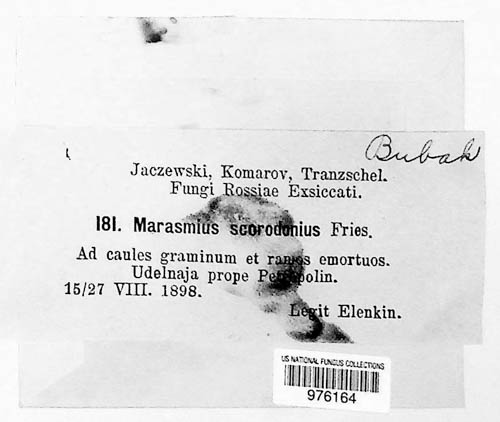 Bubak
Jaczewski, Komarov, Tranzschel.
Fungi Rossiae Exsiccati.
181. Marasmius scorodonius Fries.
Ad caules graminum et ramos emortuos.
Udelnaja prope Petropolin.
15/27 VIII. 1898.
Legit Elenkin.
US NATIONAL FUNGUS COLLECTIONS
976164